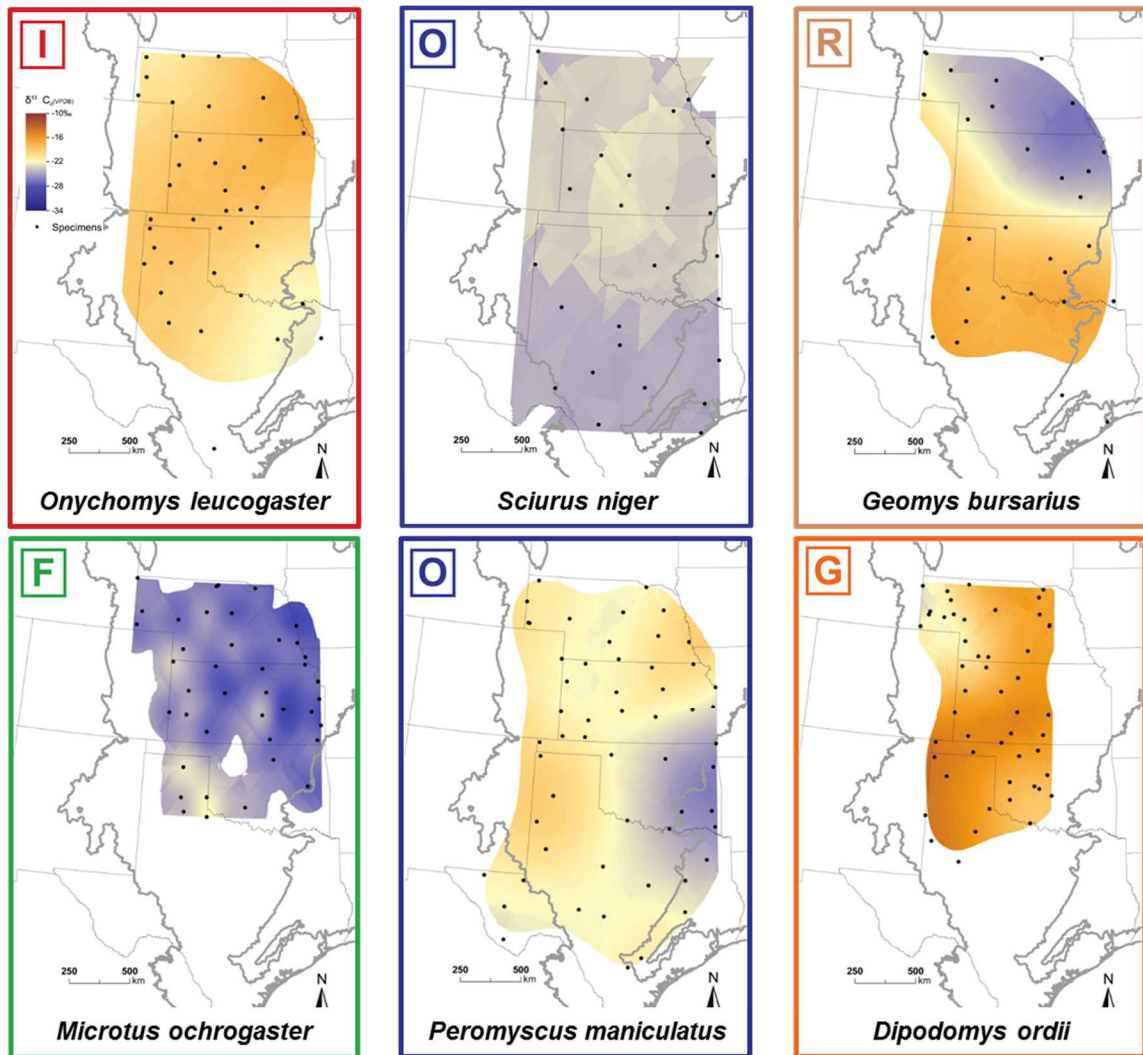 I
δ¹³ C₍VPDB₎
-10‰
-16
-22
-28
-34
Specimens
250
500
km
N
Onychomys leucogaster
O
250
500
km
N
Sciurus niger
R
250
500
km
N
Geomys bursarius
F
250
500
km
N
Microtus ochrogaster
O
250
500
km
N
Peromyscus maniculatus
G
250
500
km
N
Dipodomys ordii